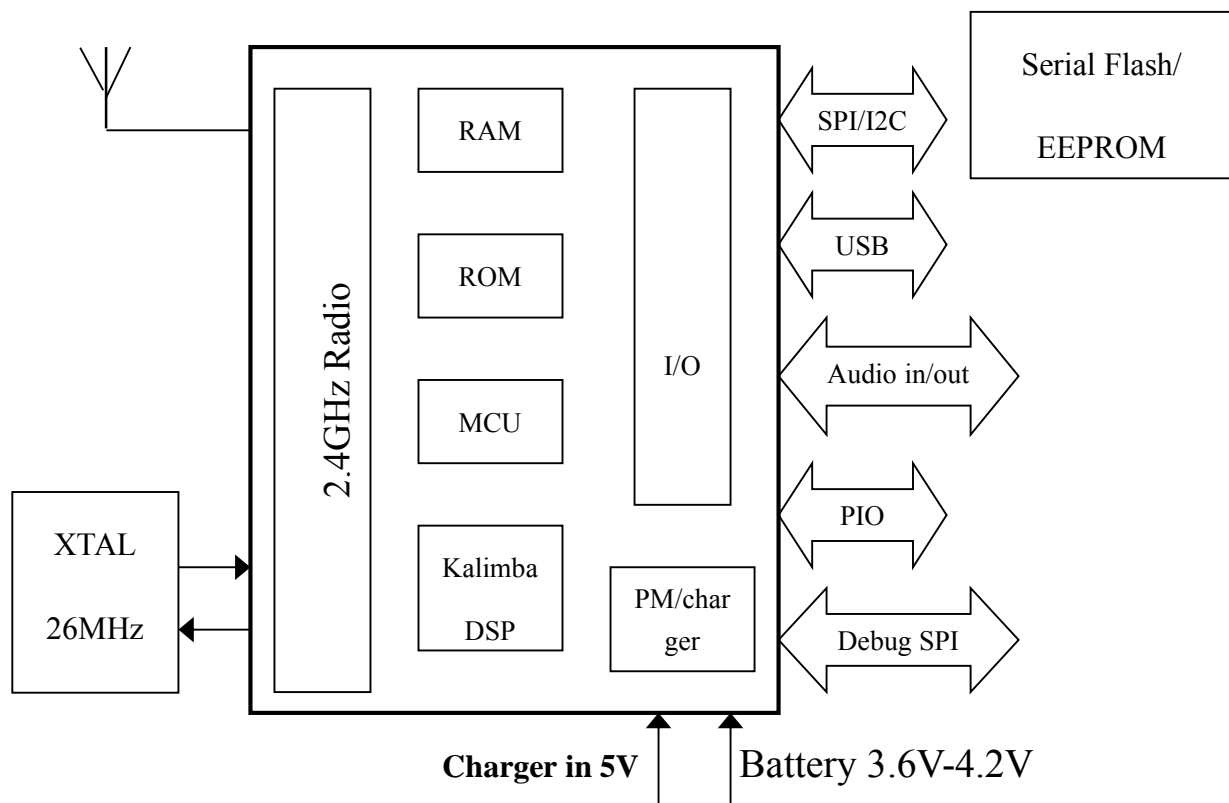 Serial Flash/
EEPROM
SPI/I2C
RAM
USB
ROM
2.4GHz Radio
I/O
Audio in/out
MCU
PIO
XTAL
26MHz
Kalimba
DSP
PM/char
ger
Debug SPI
Charger in 5V
Battery 3.6V-4.2V